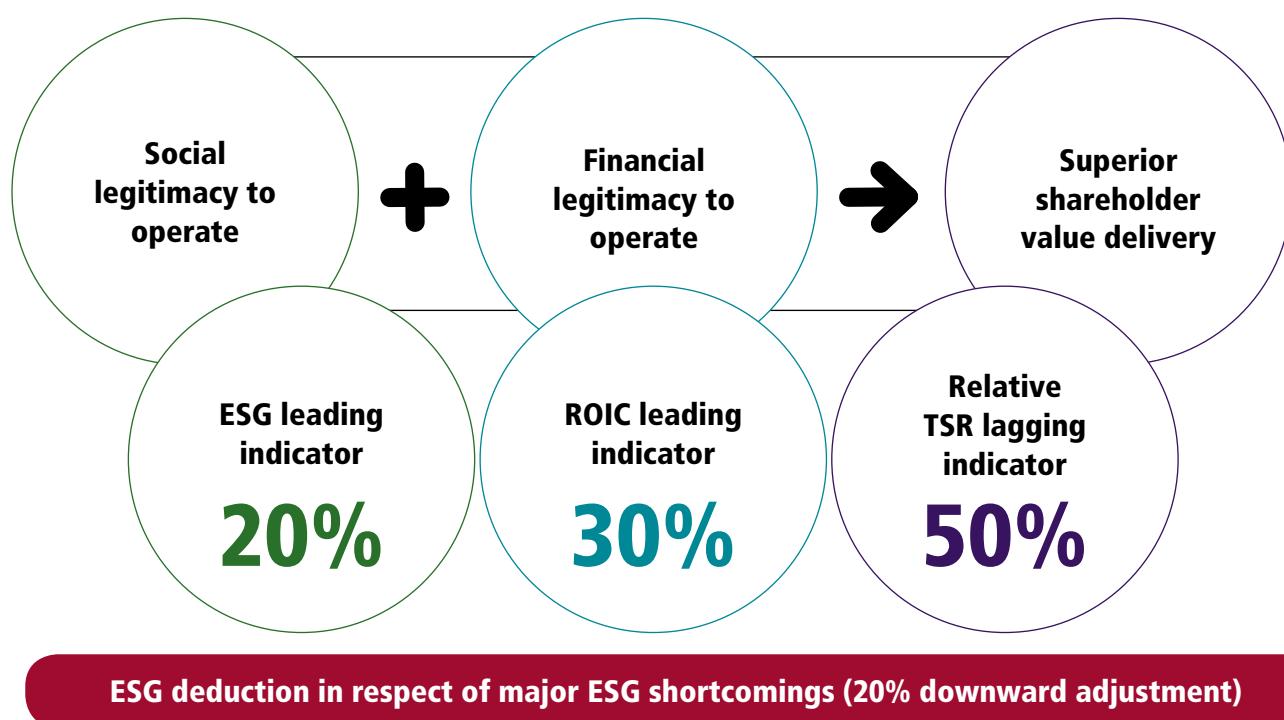 Social
legitimacy to
operate
Financial
legitimacy to
operate
Superior
shareholder
value delivery
ESG leading
indicator
20%
ROIC leading
indicator
30%
Relative
TSR lagging
indicator
50%
ESG deduction in respect of major ESG shortcomings (20% downward adjustment)